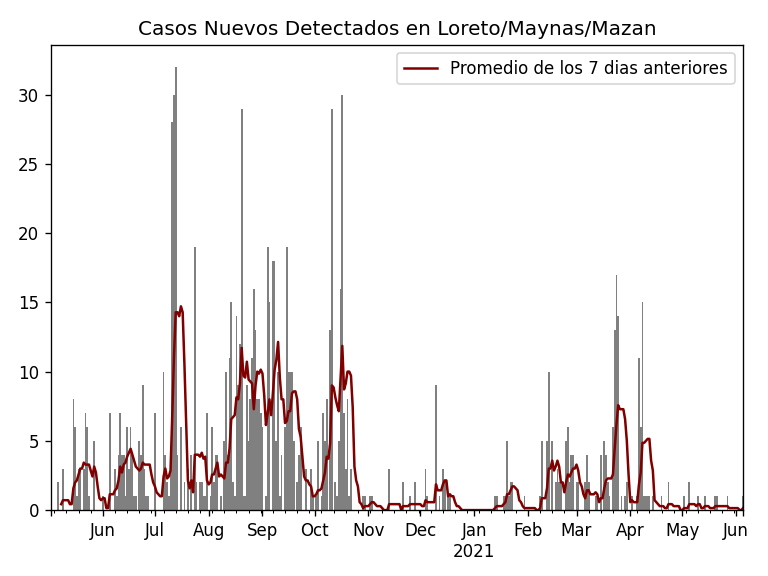 Casos Nuevos Detectados en Loreto/Maynas/Mazan
Promedio de los 7 dias anteriores
30
25
20
15
10
5
0
Jun Jul Aug Sep Oct Nov Dec Jan Feb Mar Apr May Jun
2021